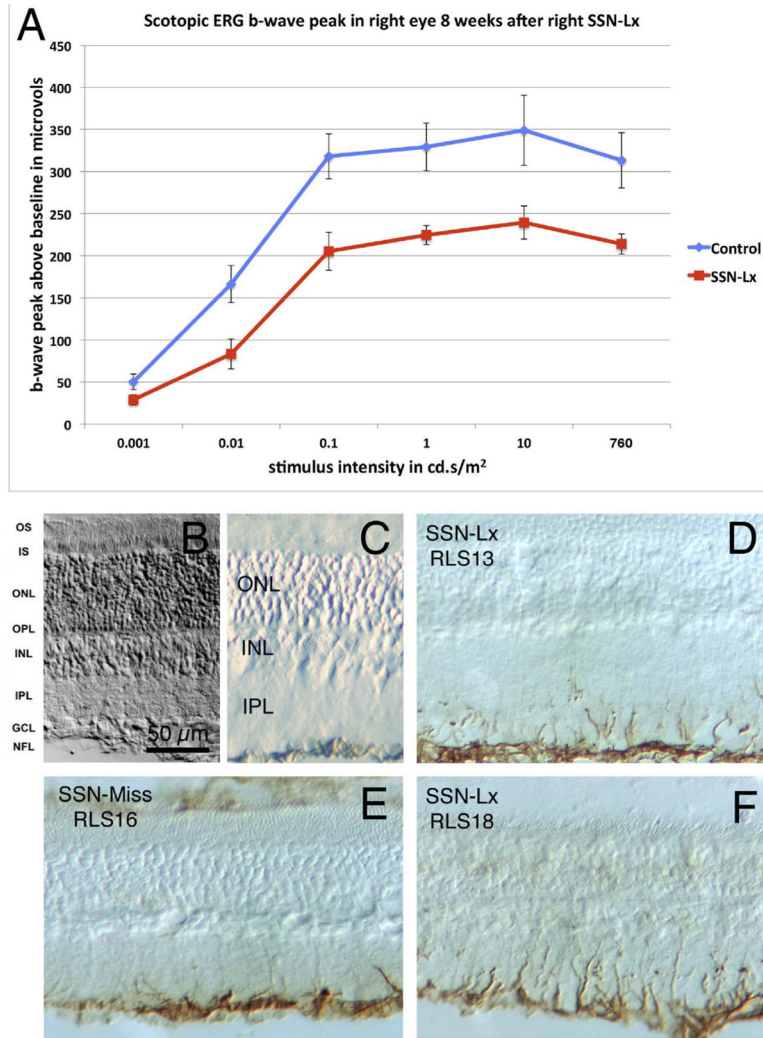 A
Scotopic ERG b-wave peak in right eye 8 weeks after right SSN-Lx
b-wave peak above baseline in microvols
450
400
350
300
250
200
150
100
50
0
0.001 0.01 0.1 1 10 760
stimulus intensity in cd.s/m²
Control
SSN-Lx
B
OS
IS
ONL
OPL
INL
IPL
GCL
NFL
50 µm
C
ONL
INL
IPL
D
SSN-Lx
RLS13
E
SSN-Miss
RLS16
F
SSN-Lx
RLS18